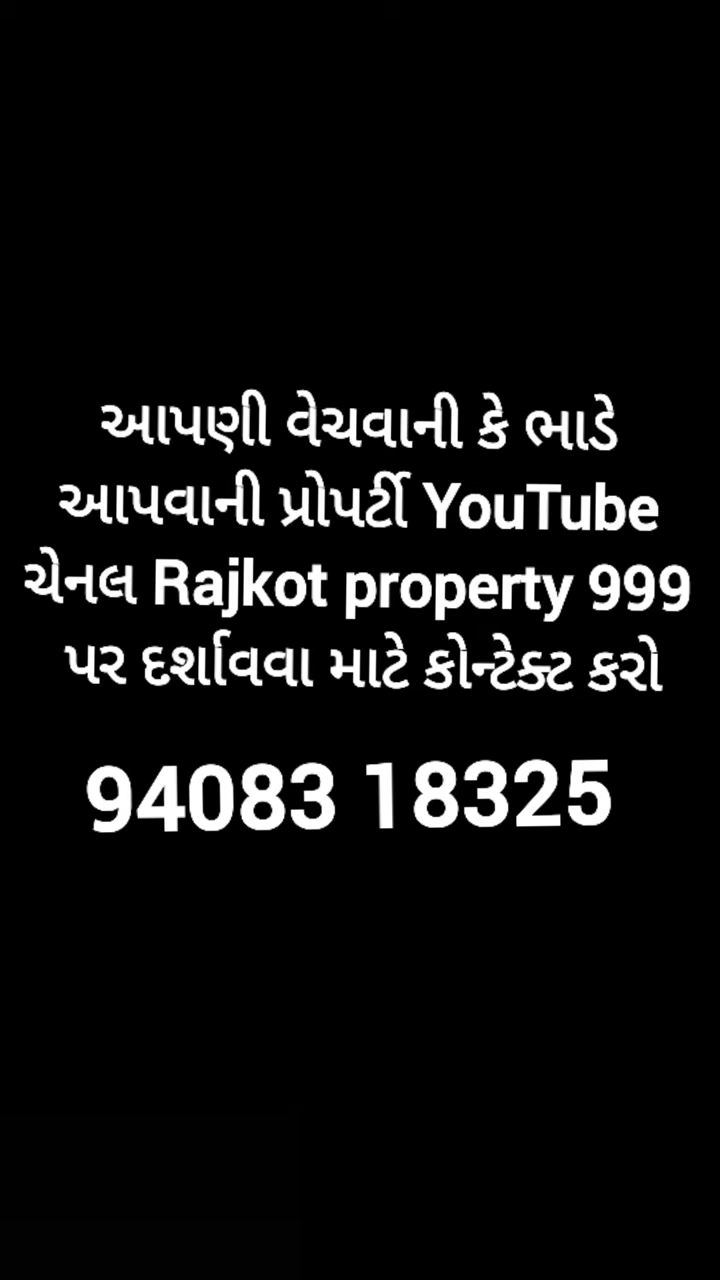 આપણી વેચવાની કે ભાડે
આપવાની પ્રોપર્ટી YouTube
ચેનલ Rajkot property 999
પર દર્શાવવા માટે કોન્ટેક્ટ કરો
94083 18325